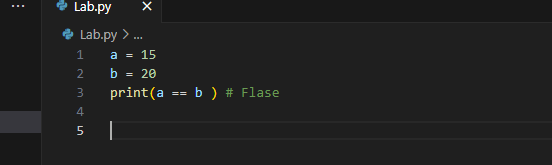 ... Lab.py ×
Lab.py > ...
1 a = 15
2 b = 20
3 print(a == b ) # Flase
4
5